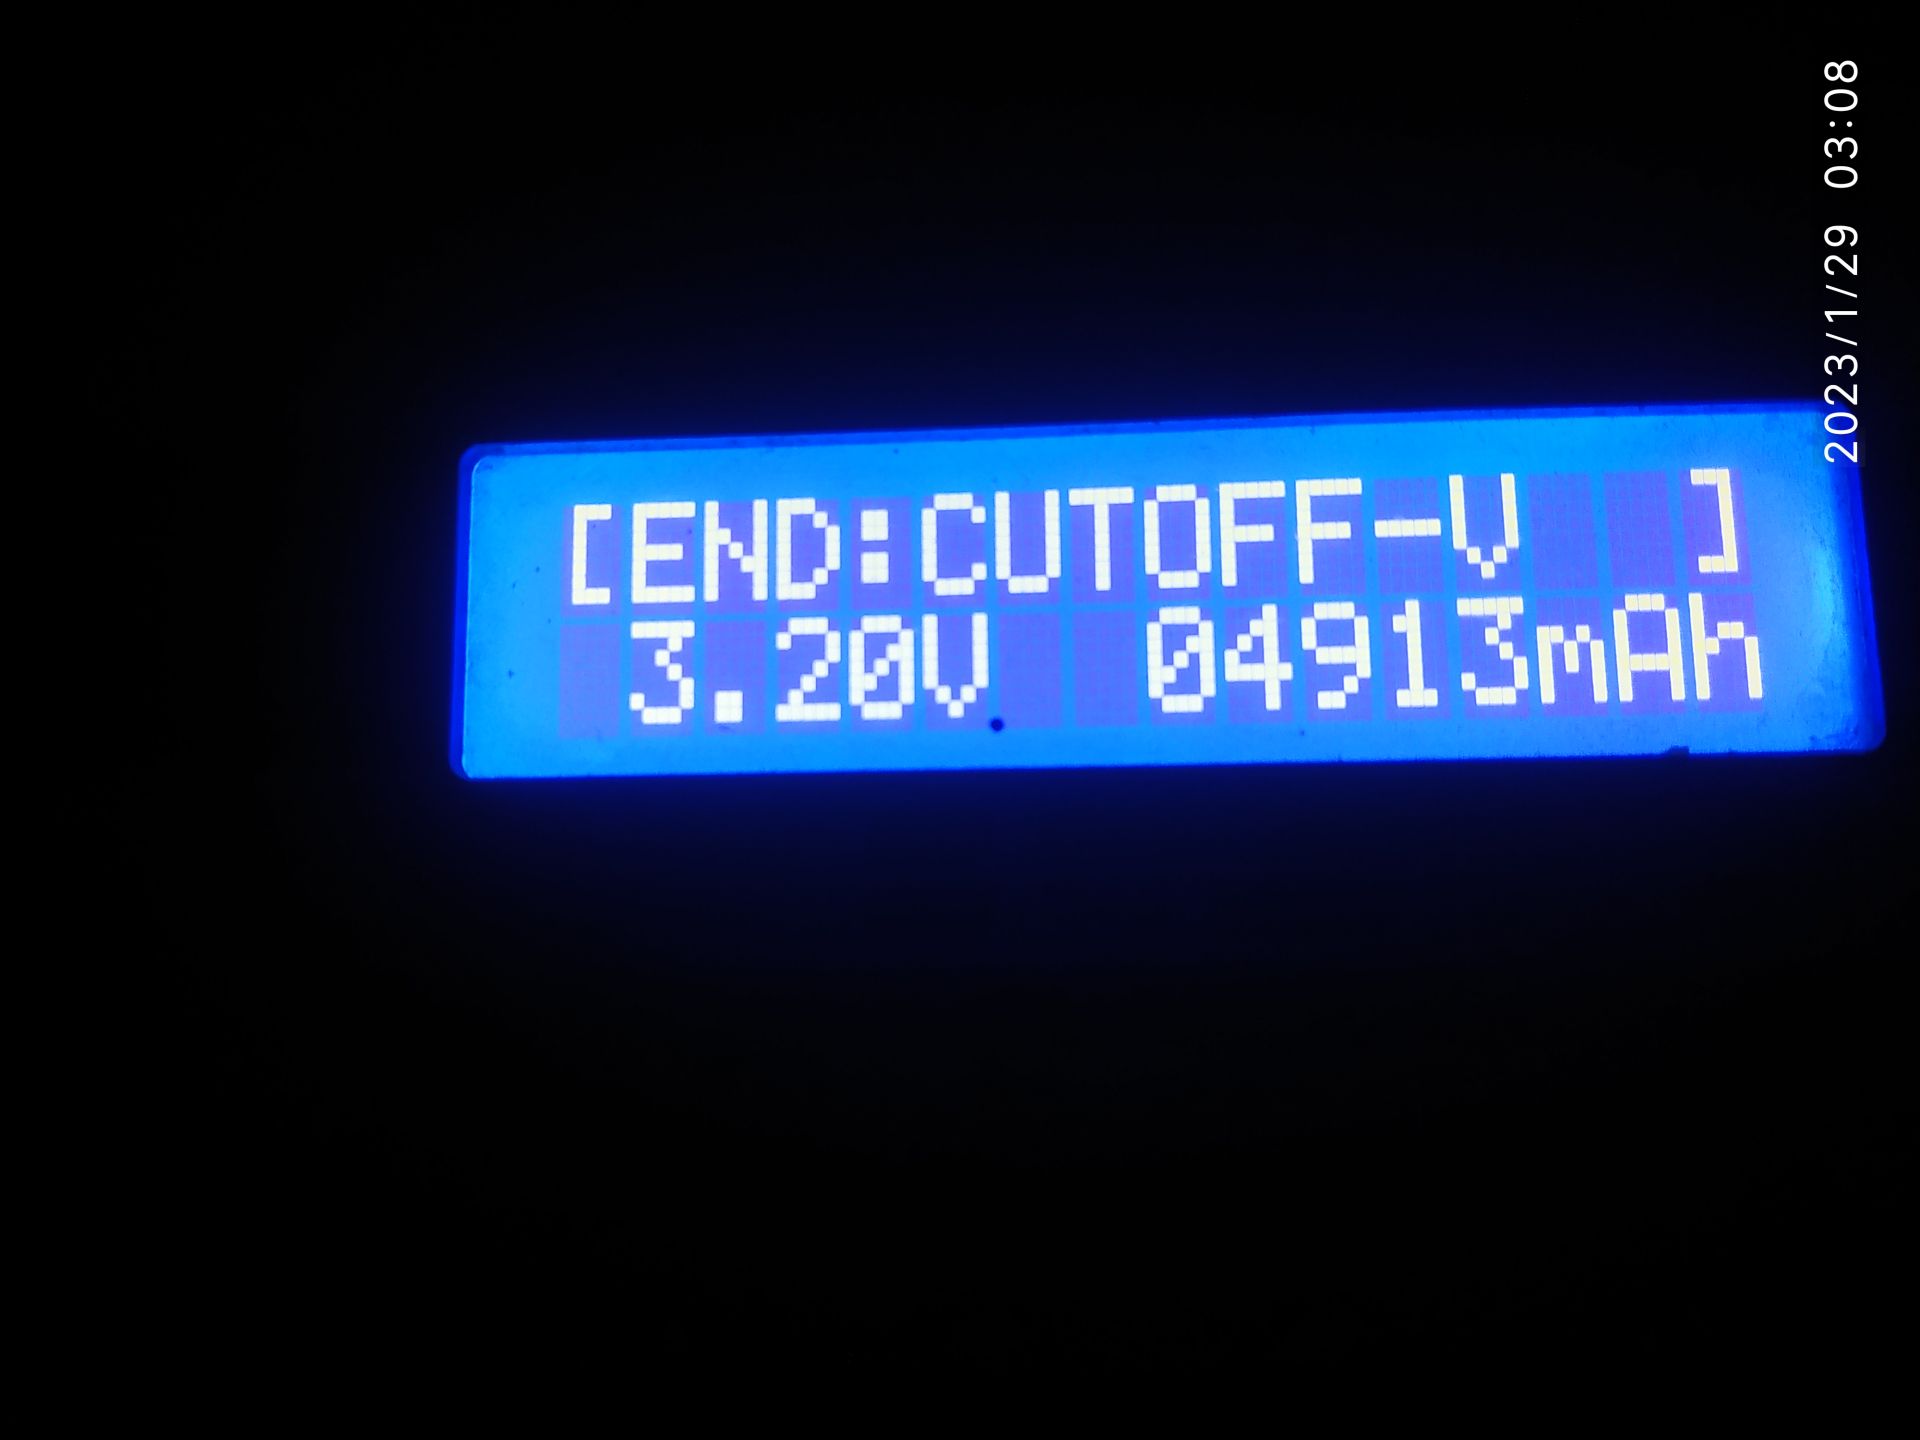 [END:CUTOFF-V  ]
3.20V  04913mAh
2023/1/29 03:08